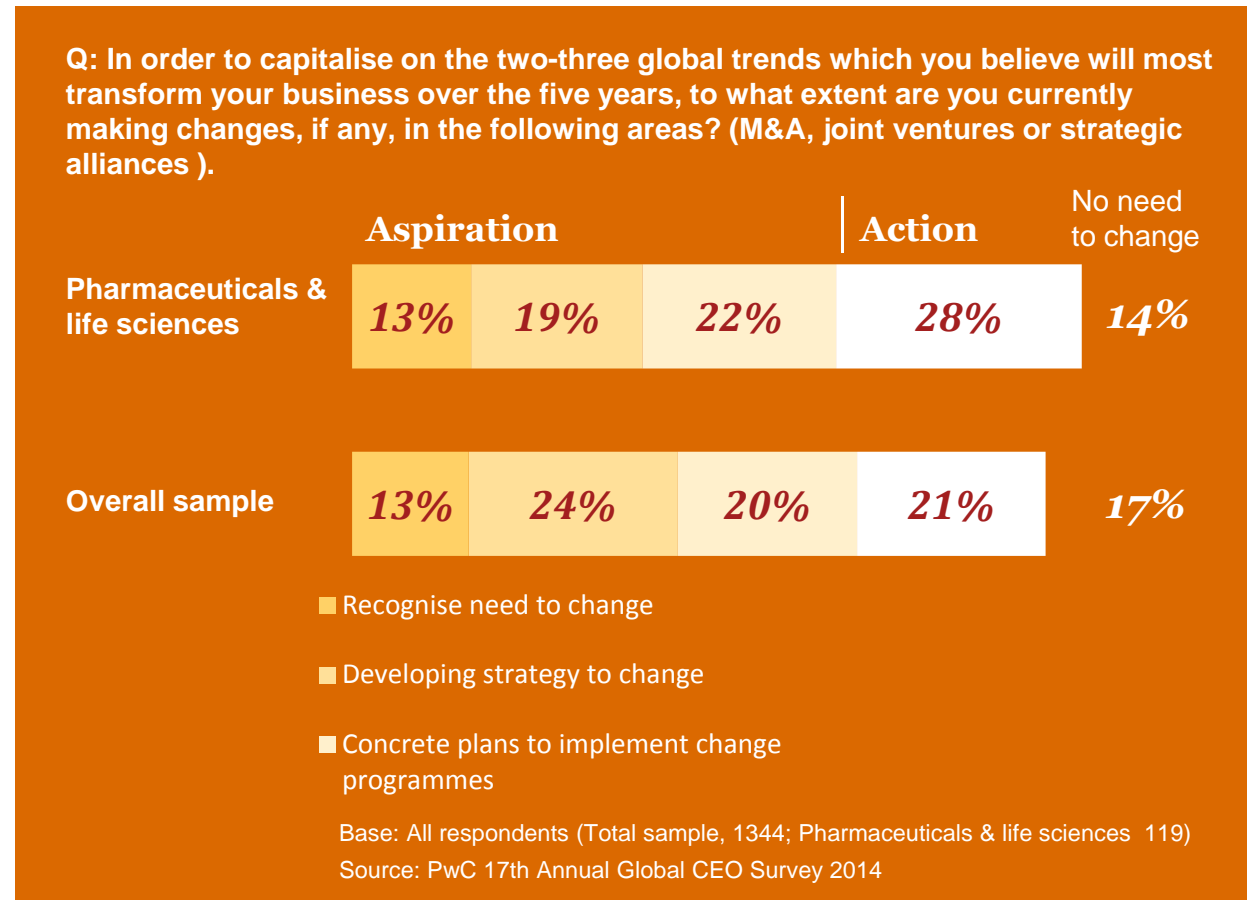 Q: In order to capitalise on the two-three global trends which you believe will most
transform your business over the five years, to what extent are you currently
making changes, if any, in the following areas? (M&A, joint ventures or strategic
alliances ).
Aspiration
Action
No need
to change
Pharmaceuticals &
life sciences
13%
19%
22%
28%
14%
Overall sample
13%
24%
20%
21%
17%
Recognise need to change
Developing strategy to change
Concrete plans to implement change
programmes
Base: All respondents (Total sample, 1344; Pharmaceuticals & life sciences  119)
Source: PwC 17th Annual Global CEO Survey 2014